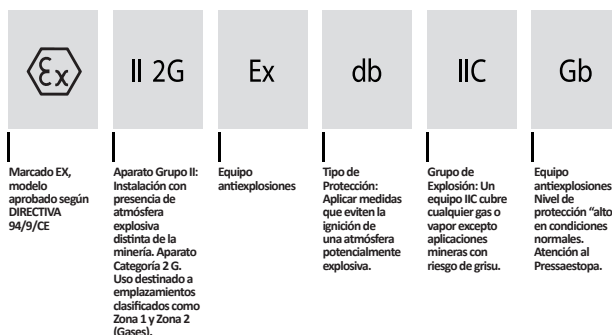 Ex
II 2G
Ex
db
IIC
Gb
Marcado EX,
modelo
aprobado según
DIRECTIVA
94/9/CE
Aparato Grupo II:
Instalación con
presencia de
atmósfera
explosiva
distinta de la
minería. Aparato
Categoría 2 G.
Uso destinado a
emplazamientos
clasificados como
Zona 1 y Zona 2
(Gases).
Equipo
antiexplosiones
Tipo de
Protección:
Aplicar medidas
que eviten la
ignición de
una atmósfera
potencialmente
explosiva.
Grupo de
Explosión: Un
equipo IIC cubre
cualquier gas o
vapor excepto
aplicaciones
mineras con
riesgo de grisu.
Equipo
antiexplosiones
Nivel de
protección “alto
en condiciones
normales.
Atención al
Pressaestopa.